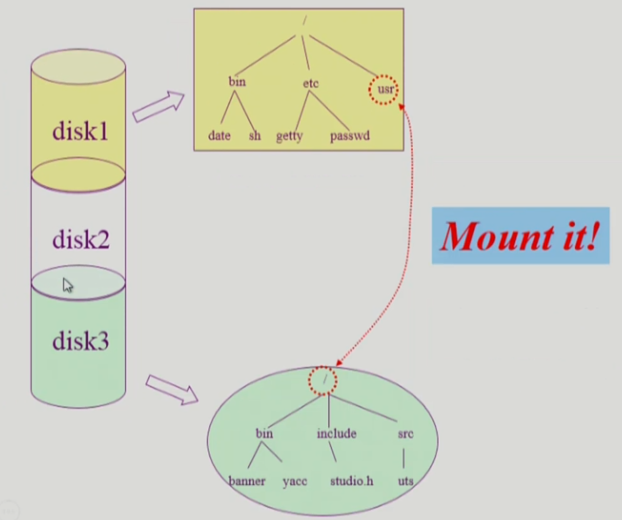 /
bin etc usr
date sh getty passwd
disk1
disk2
disk3
Mount it!
/
bin include src
banner yacc studio.h uts